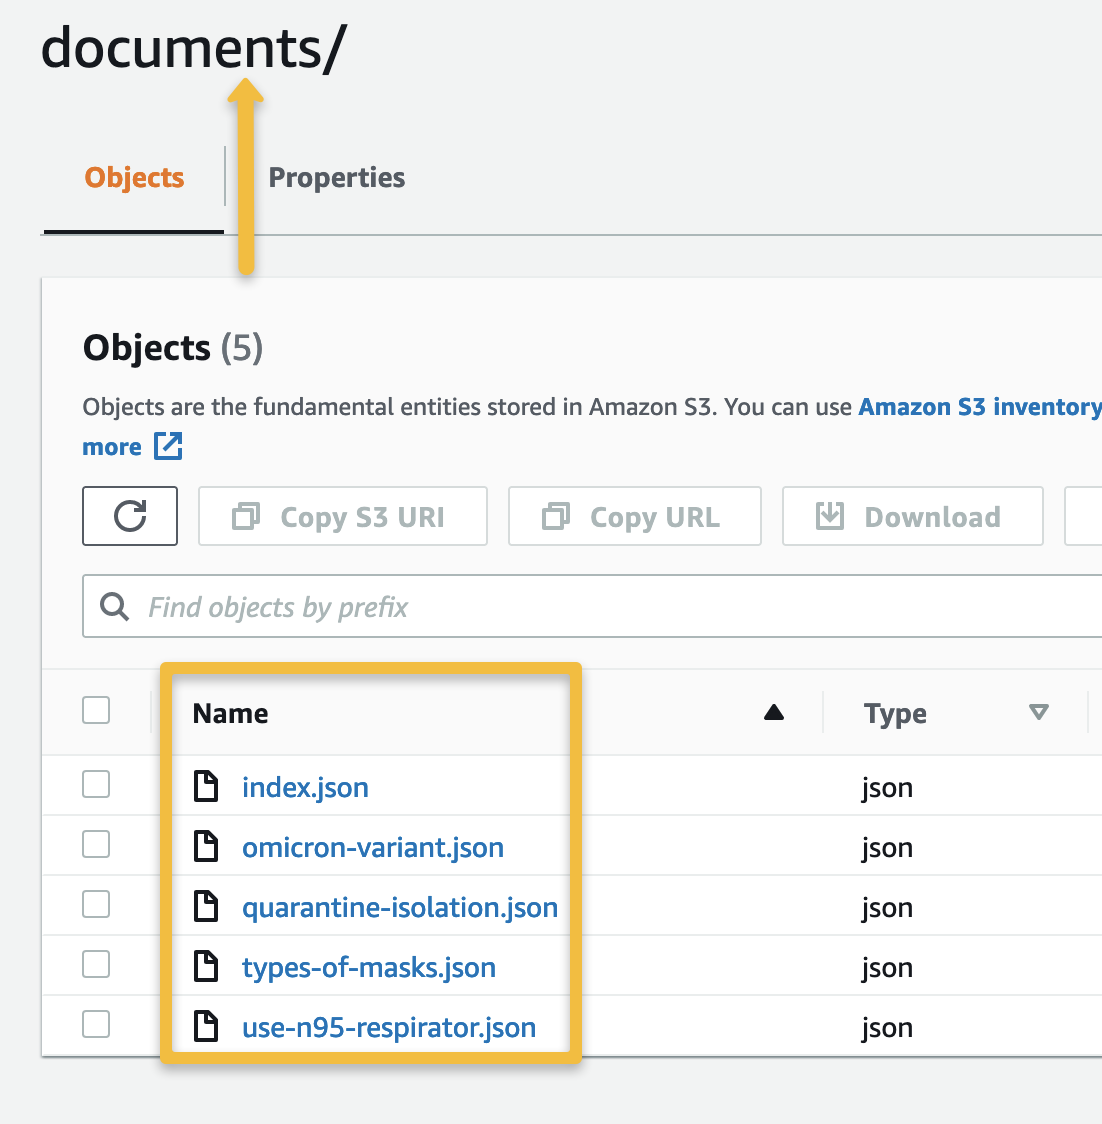 documents/
Objects
Properties
Objects (5)
Objects are the fundamental entities stored in Amazon S3. You can use Amazon S3 inventory
more
Copy S3 URI
Copy URL
Download
Find objects by prefix
Name
Type
index.json
json
omicron-variant.json
json
quarantine-isolation.json
json
types-of-masks.json
json
use-n95-respirator.json
json